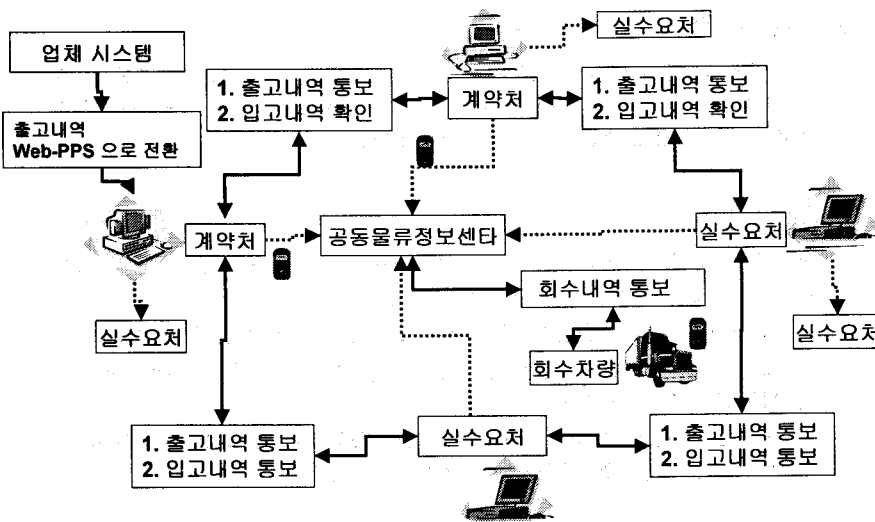 실수요처
업체 시스템
1. 출고내역 통보
2. 입고내역 확인
계약처
1. 출고내역 통보
2. 입고내역 확인
출고내역
Web-PPS 으로 전환
계약처
공동물류정보센타
실수요처
회수내역 통보
실수요처
실수요처
회수차량
1. 출고내역 통보
2. 입고내역 통보
실수요처
1. 출고내역 통보
2. 입고내역 통보